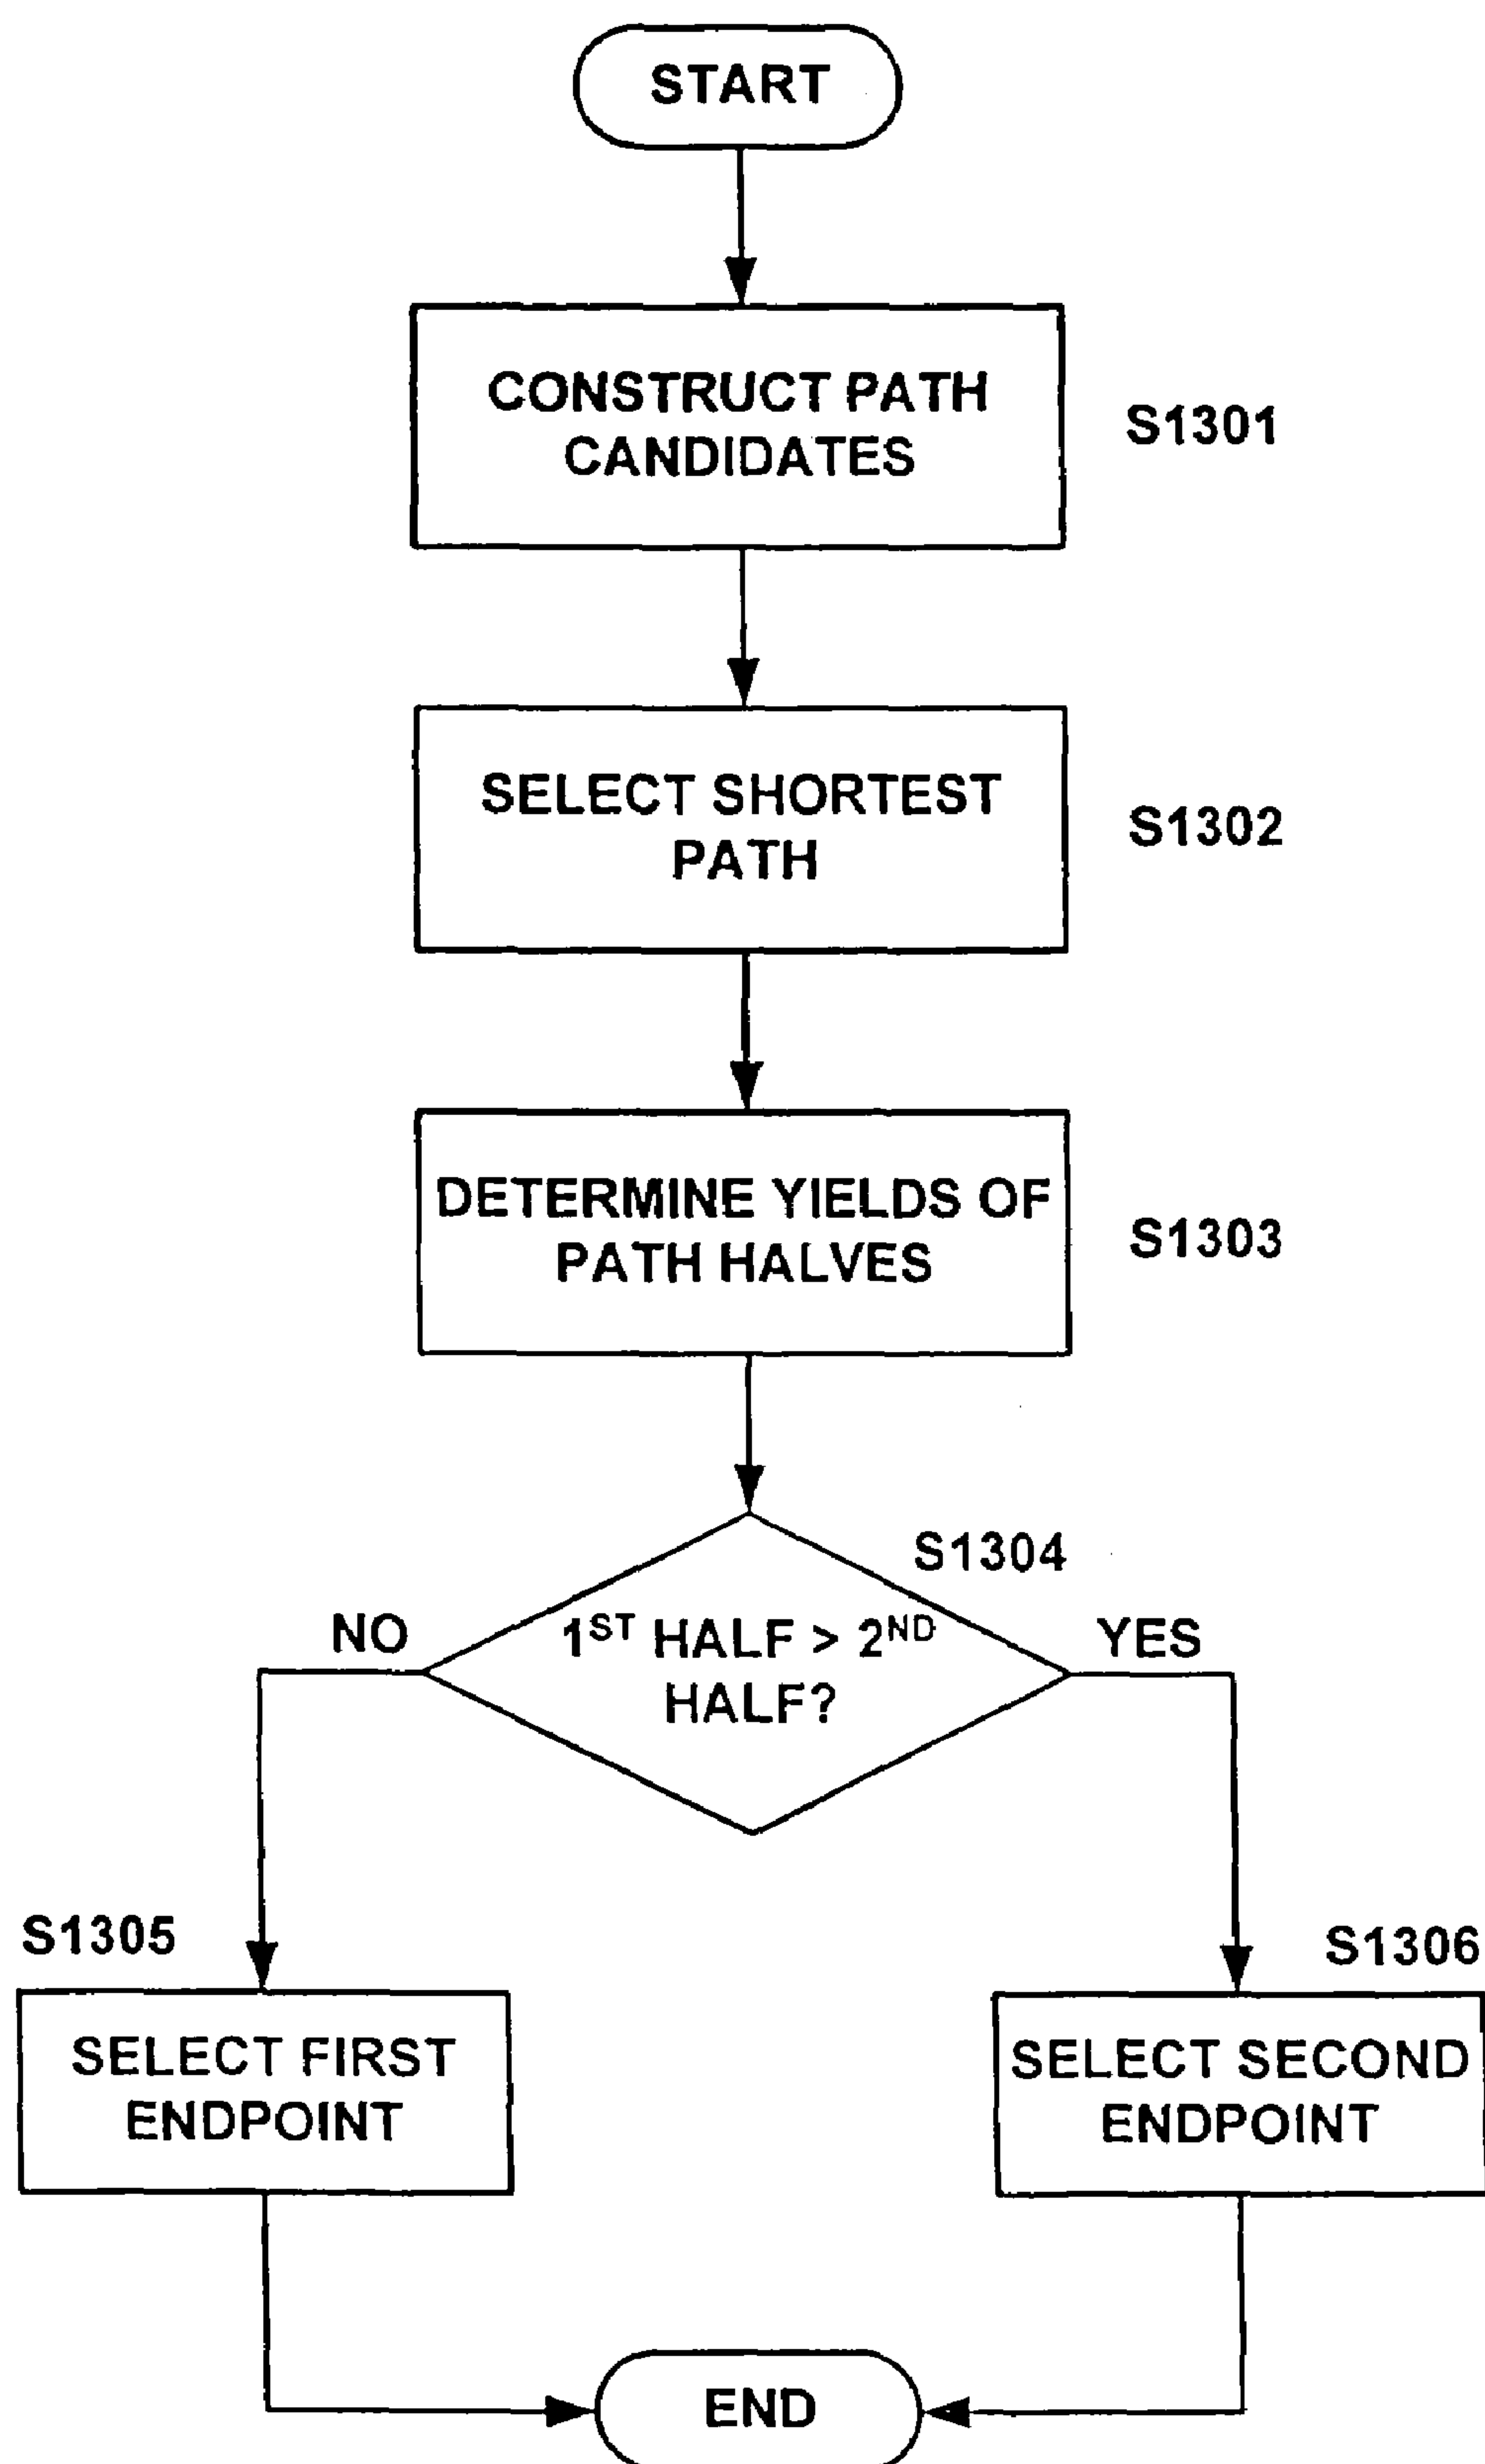 START
CONSTRUCT PATH
CANDIDATES
S1301
SELECT SHORTEST
PATH
S1302
DETERMINE YIELDS OF
PATH HALVES
S1303
S1304
NO
1ST HALF > 2ND
HALF?
YES
S1305
S1306
SELECT FIRST
ENDPOINT
SELECT SECOND
ENDPOINT
END